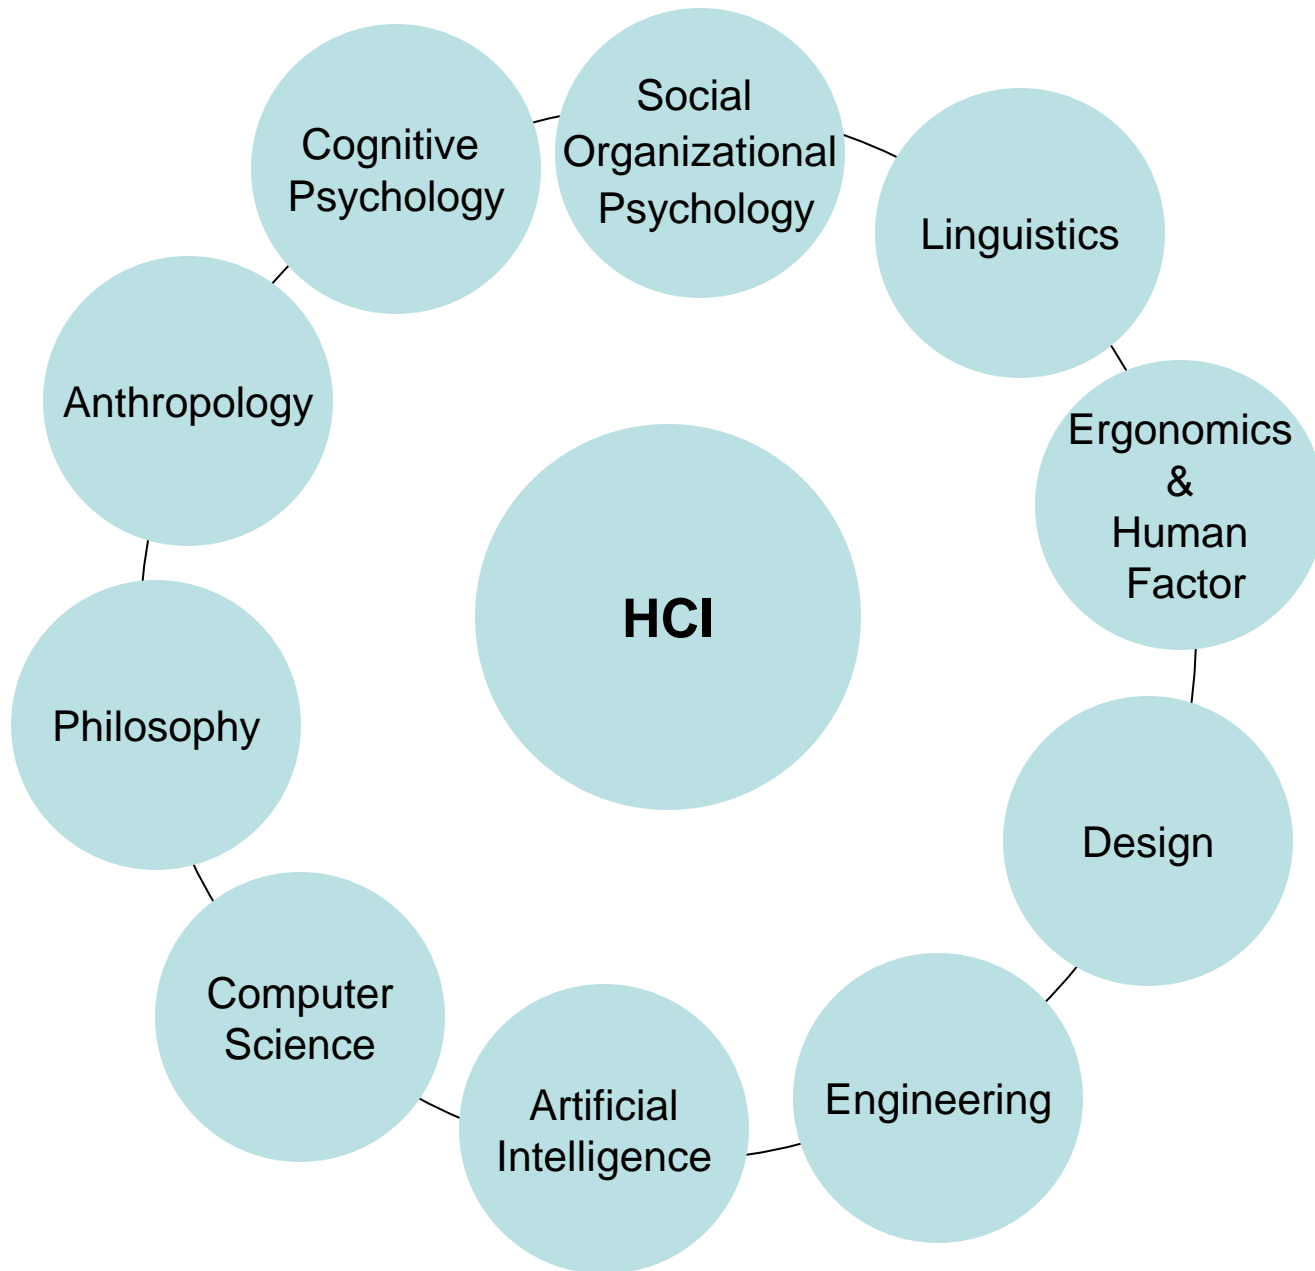 Social
Organizational
Psychology
Cognitive
Psychology
Linguistics
Anthropology
Ergonomics
&
Human
Factor
HCI
Philosophy
Design
Computer
Science
Engineering
Artificial
Intelligence